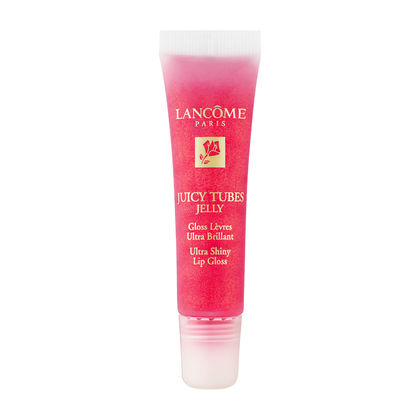 LANCÔME
PARIS
JUICY TUBES
JELLY
Gloss Lèvres
Ultra Brillant
Ultra Shiny
Lip Gloss